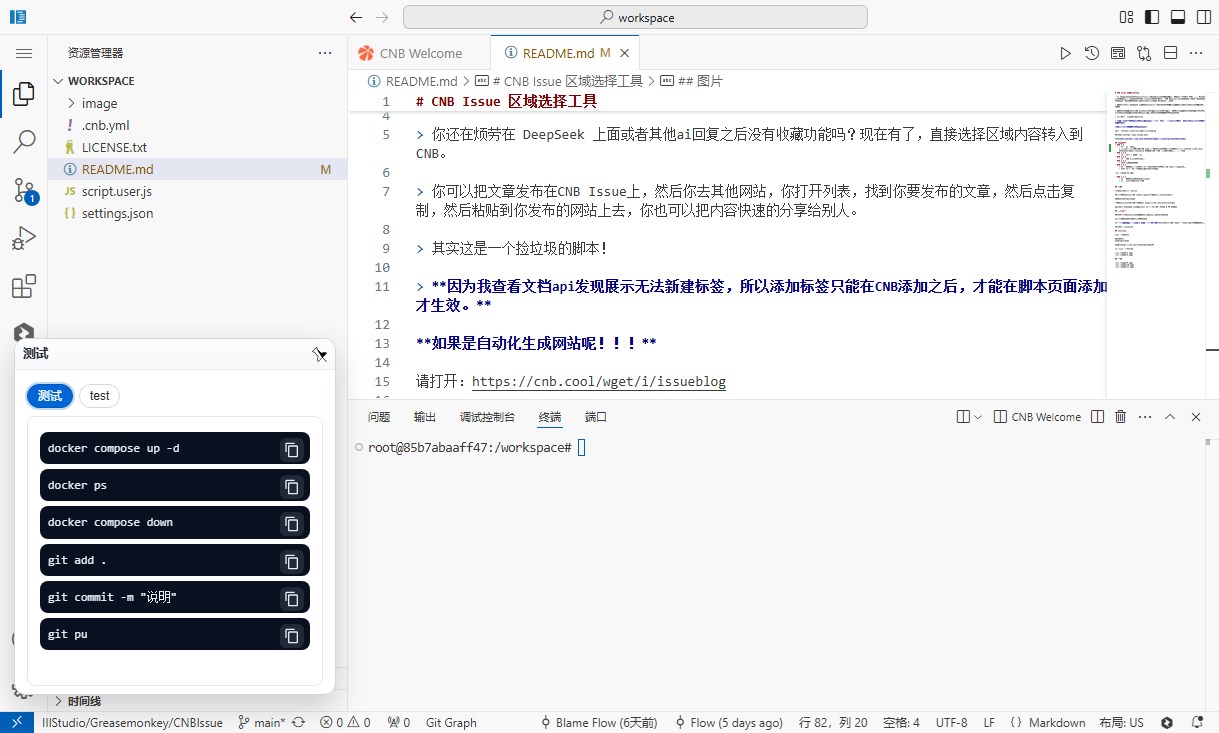 workspace
资源管理器
WORKSPACE
image
.cnb.yml
LICENSE.txt
README.md M
script.user.js
settings.json
1
测试
测试 test
docker compose up -d
docker ps
docker compose down
git add .
git commit -m "说明"
git pu
时间线
CNB Welcome README.md M
README.md > # CNB Issue 区域选择工具 > ## 图片
1 # CNB Issue 区域选择工具
4
5 > 你还在烦劳在 DeepSeek 上面或者其他ai回复之后没有收藏功能吗？现在有了，直接选择区域内容转入到
CNB。
6
7 > 你可以把文章发布在CNB Issue上，然后你去其他网站，你打开列表，找到你要发布的文章，然后点击复
制，然后粘贴到你发布的网站上去，你也可以把内容快速的分享给别人。
8
9 > 其实这是一个捡垃圾的脚本！
10
11 > **因为我查看文档api发现展示无法新建标签，所以添加标签只能在CNB添加之后，才能在脚本页面添加
才生效。**
12
13 **如果是自动化生成网站呢！！！**
14
15 请打开：https://cnb.cool/wget/i/issueblog
问题 输出 调试控制台 终端 端口 CNB Welcome
root@85b7abaaff47:/workspace#
IIIStudio/Greasemonkey/CNBIssue main* 0 0 0 Git Graph Blame Flow (6天前) Flow (5 days ago) 行 82，列 20 空格: 4 UTF-8 LF {} Markdown 布局: US